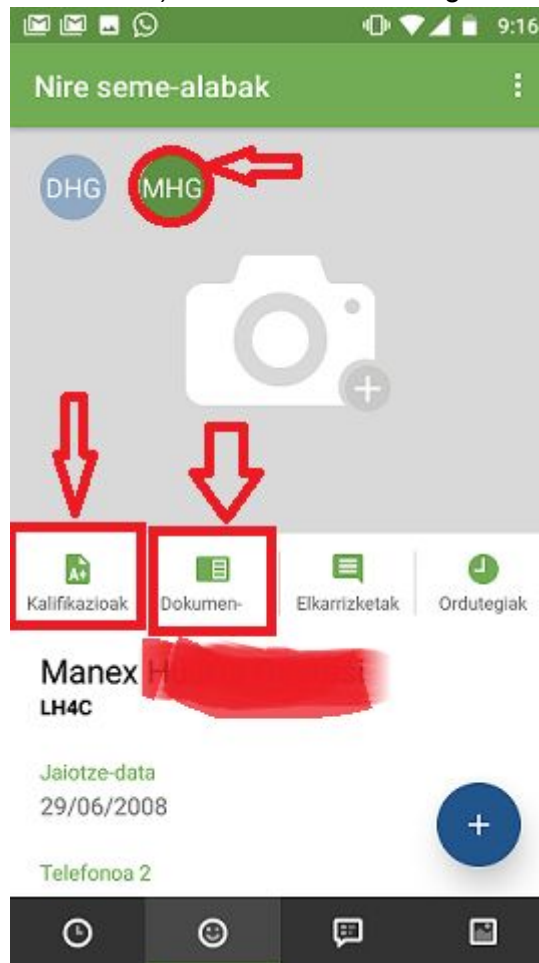 9:16
Nire seme-alabak
DHG MHG
Kalifikazioak Dokumen- Elkarrizketak Ordutegiak
Manex
LH4C
Jaiotze-data
29/06/2008
Telefonoa 2